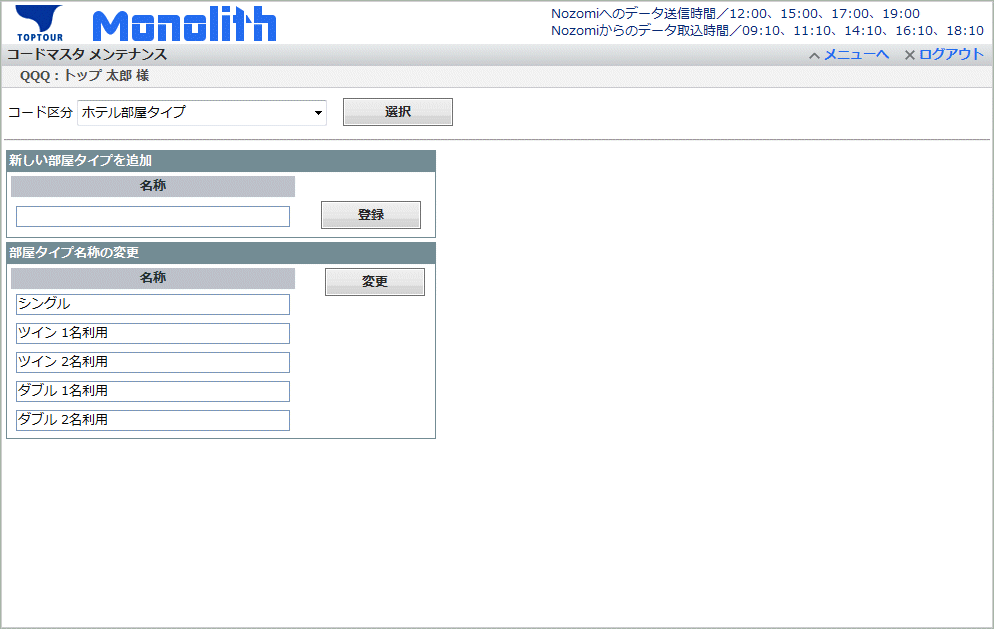 TOPTOUR
Monolith
Nozomiへのデータ送信時間／12:00、15:00、17:00、19:00
Nozomiからのデータ取込時間／09:10、11:10、14:10、16:10、18:10
コードマスタ メンテナンス
メニューへ
ログアウト
QQQ : トップ 太郎 様
コード区分
ホテル部屋タイプ
選択
新しい部屋タイプを追加
名称
登録
部屋タイプ名称の変更
名称
変更
シングル
ツイン 1名利用
ツイン 2名利用
ダブル 1名利用
ダブル 2名利用